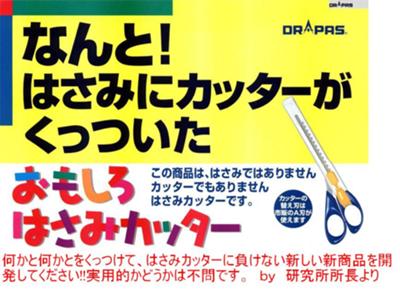 DRAPAS
なんと!
DRAPAS
はさみにカッターが
くっついた
おもしろ
はさみカッター
この商品は、はさみではありません
カッターでもありません
はさみカッターです。
カッターの
替え刃は
市販のA刃が
使えます
何かと何かとをくっつけて、はさみカッターに負けない新しい新商品を開
発してください!!実用的かどうかは不問です。 by 研究所所長より